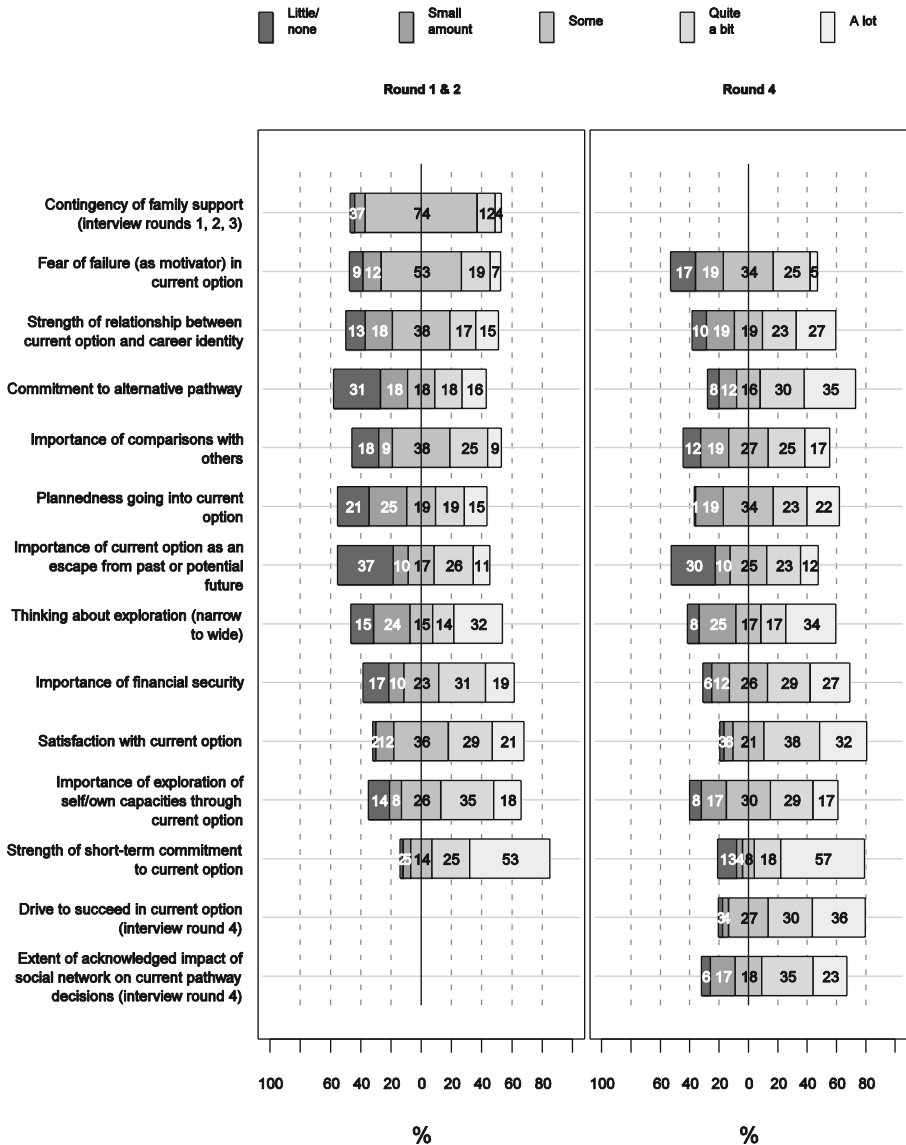 Little/
none
Small
amount
Some
Quite
a bit
A lot
Round 1 & 2
Round 4
Contingency of family support
(interview rounds 1, 2, 3)
3 7 74 12 4
Fear of failure (as motivator) in
current option
9 12 53 19 7
17 19 34 25 5
Strength of relationship between
current option and career identity
13 18 38 17 15
10 19 19 23 27
Commitment to alternative pathway
31 18 18 18 16
8 12 16 30 35
Importance of comparisons with
others
18 9 38 25 9
12 19 27 25 17
Plannedness going into current
option
21 25 19 19 15
1 19 34 23 22
Importance of current option as an
escape from past or potential
future
37 10 17 26 11
30 10 25 23 12
Thinking about exploration (narrow
to wide)
15 24 15 14 32
8 25 17 17 34
Importance of financial security
17 10 23 31 19
6 12 26 29 27
Satisfaction with current option
2 12 36 29 21
3 6 21 38 32
Importance of exploration of
self/own capacities through
current option
14 8 26 35 18
8 17 30 29 17
Strength of short-term commitment
to current option
2 5 14 25 53
13 4 8 18 57
Drive to succeed in current option
(interview round 4)
3 4 27 30 36
Extent of acknowledged impact of
social network on current pathway
decisions (interview round 4)
6 17 18 35 23
100 60 40 20 0 20 40 60 80
100 60 40 20 0 20 40 60 80
%
%